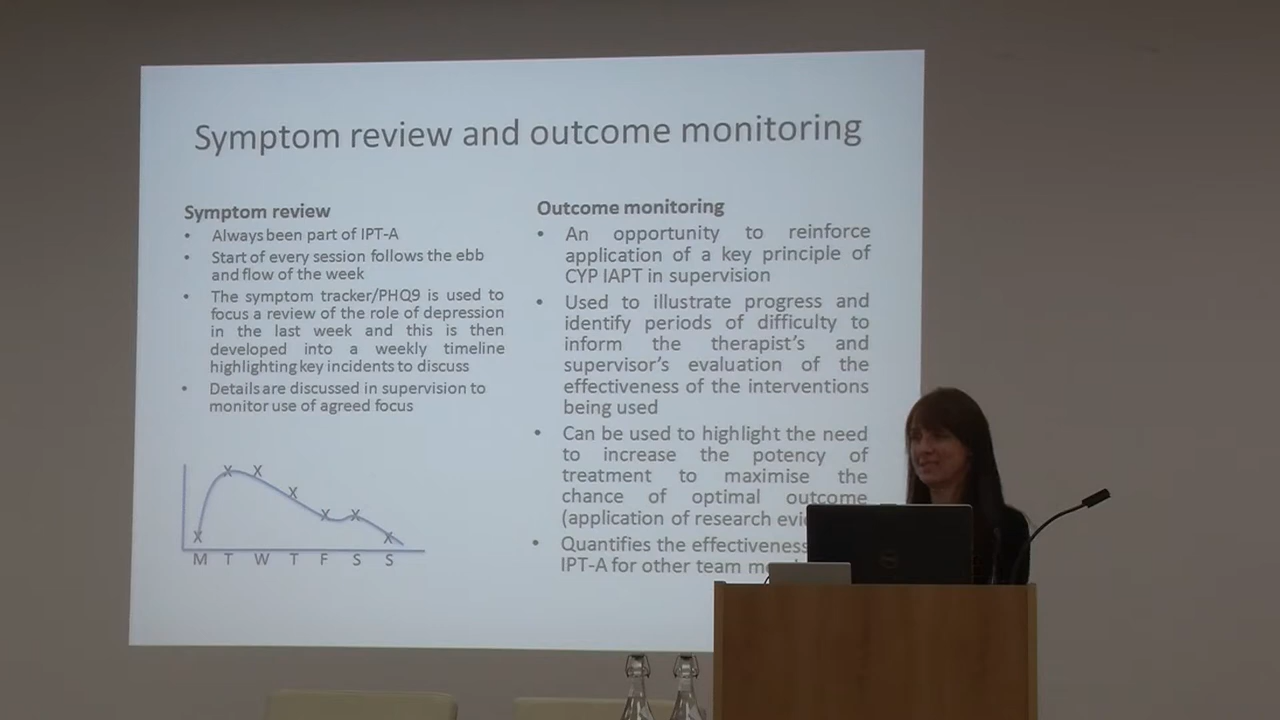 Symptom review and outcome monitoring
Symptom review
• Always been part of IPT-A
• Start of every session follows the ebb
and flow of the week
• The symptom tracker/PHQ9 is used to
focus a review of the role of depression
in the last week and this is then
developed into a weekly timeline
highlighting key incidents to discuss
• Details are discussed in supervision to
monitor use of agreed focus
X X X X X X X
M T W T F S S
Outcome monitoring
• An opportunity to reinforce
application of a key principle of
CYP IAPT in supervision
• Used to illustrate progress and
identify periods of difficulty to
inform the therapist's and
supervisor's evaluation of the
effectiveness of the interventions
being used
• Can be used to highlight the need
to increase the potency of
treatment to maximise the
chance of optimal outcome
(application of research
• Quantifies the effectiveness
IPT-A for other team